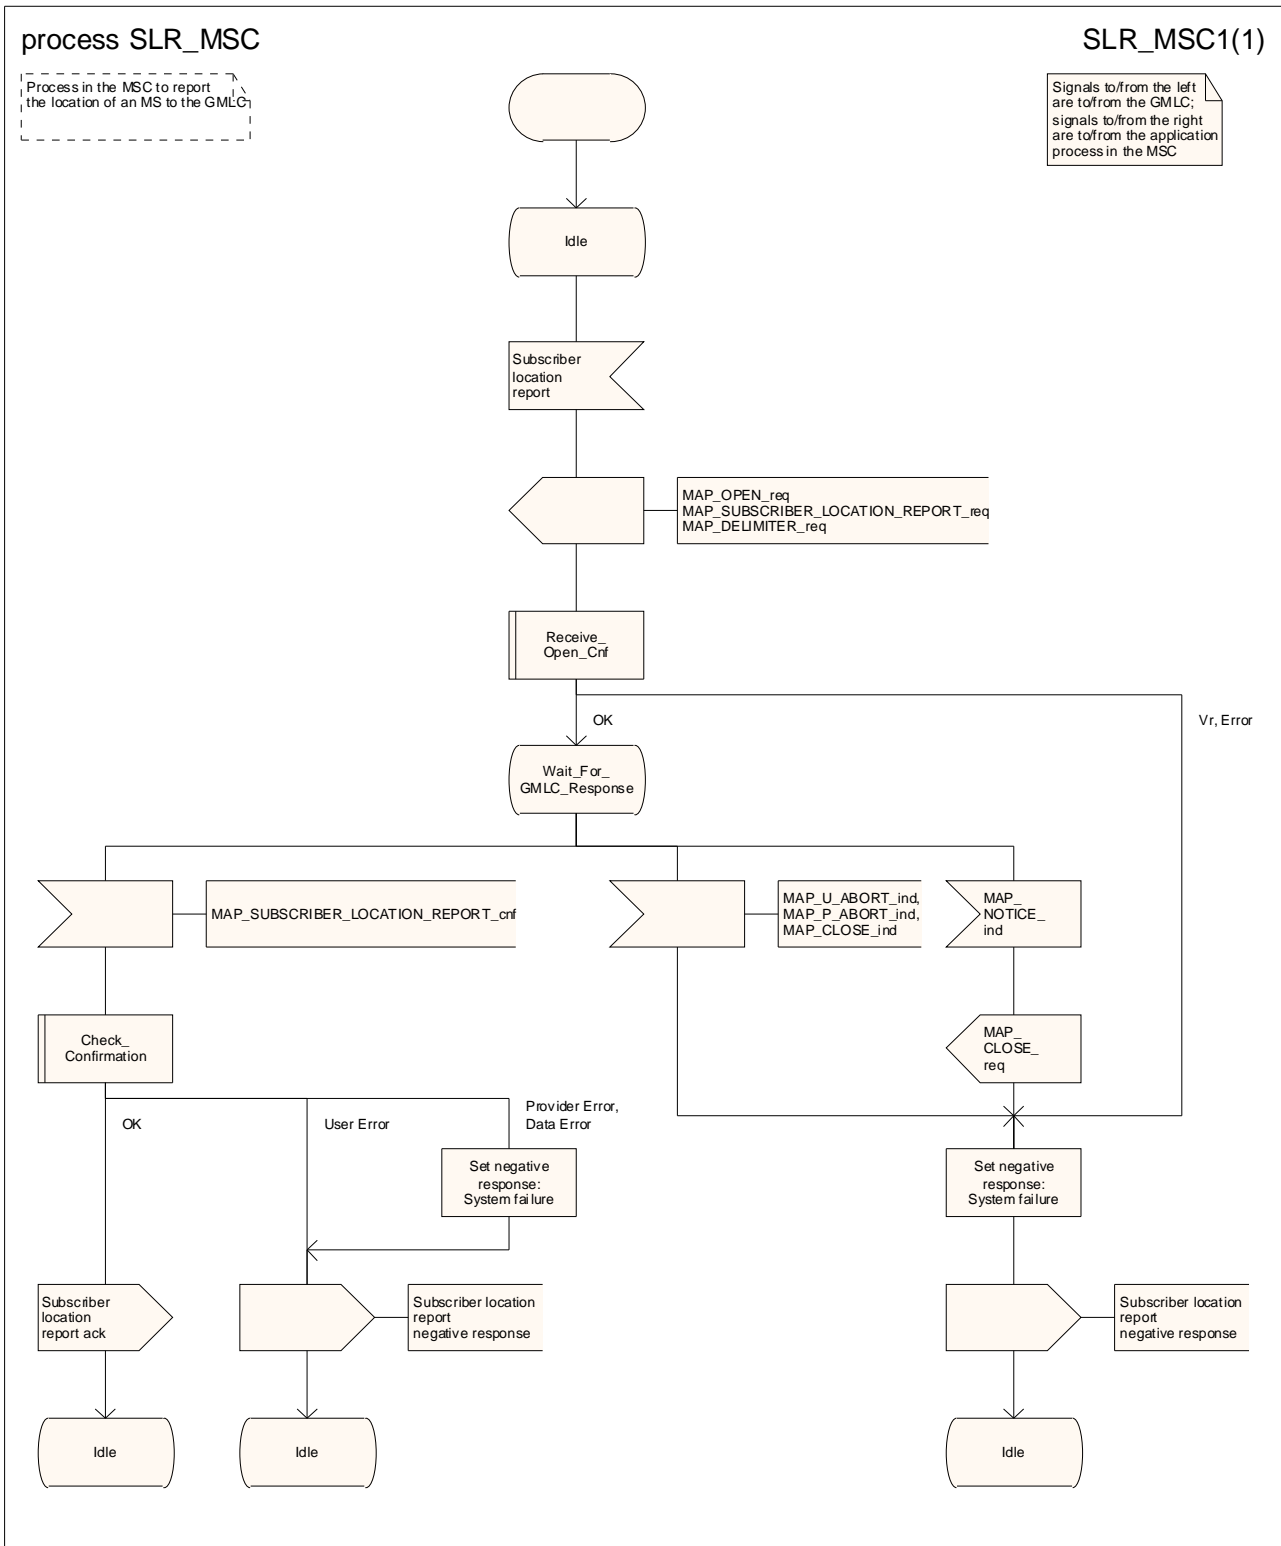 process SLR_MSC
SLR_MSC1(1)
Process in the MSC to report
the location of an MS to the GMLC
Signals to/from the left
are to/from the GMLC;
signals to/from the right
are to/from the application
process in the MSC
Idle
Subscriber
location
report
MAP_OPEN_req
MAP_SUBSCRIBER_LOCATION_REPORT_req
MAP_DELIMITER_req
Receive_
Open_Cnf
OK
Vr, Error
Wait_For_
GMLC_Response
MAP_SUBSCRIBER_LOCATION_REPORT_cnf
MAP_U_ABORT_ind,
MAP_P_ABORT_ind,
MAP_CLOSE_ind
MAP_
NOTICE_
ind
Check_
Confirmation
MAP_
CLOSE_
req
OK
User Error
Provider Error,
Data Error
Set negative
response:
System failure
Set negative
response:
System failure
Subscriber
location
report ack
Subscriber location
report
negative response
Subscriber location
report
negative response
Idle
Idle
Idle